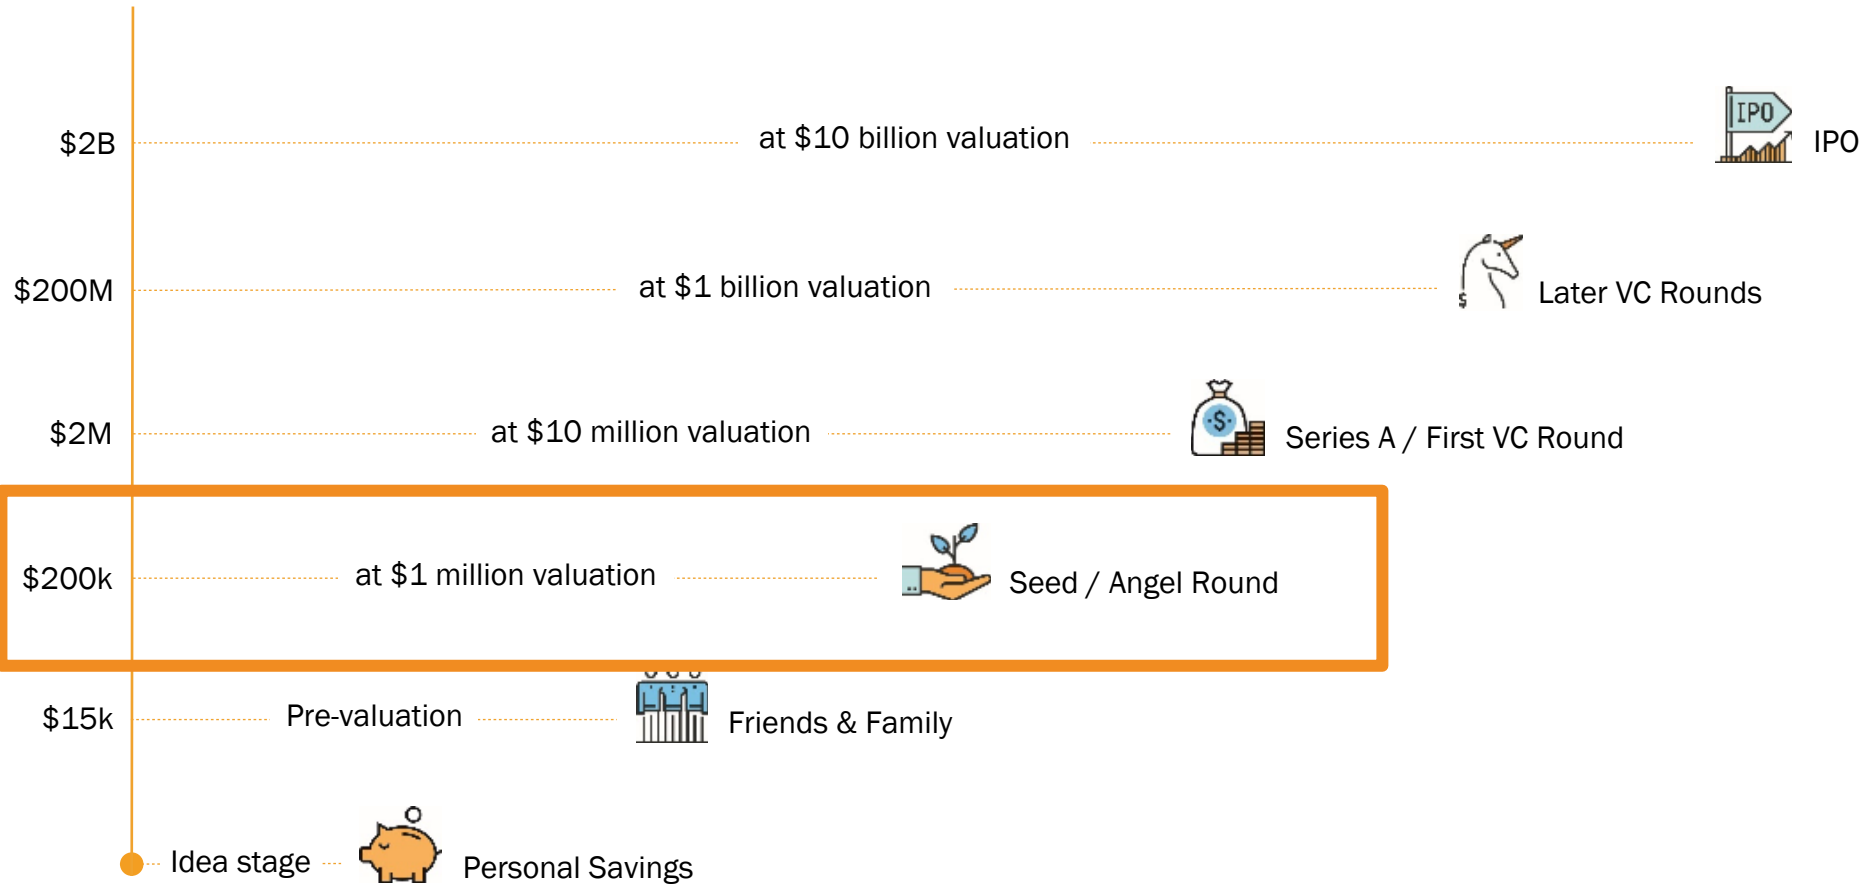 $2B at $10 billion valuation IPO IPO
$200M at $1 billion valuation $ Later VC Rounds
$2M at $10 million valuation $ Series A / First VC Round
$200k at $1 million valuation Seed / Angel Round
$15k Pre-valuation Friends & Family
Idea stage Personal Savings